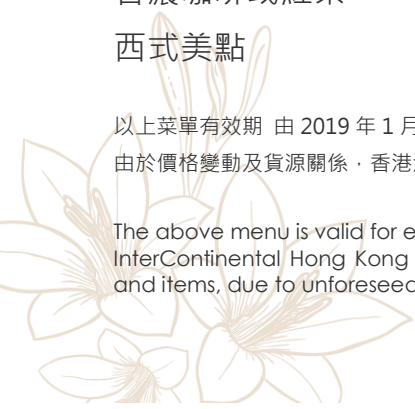 西式美點
以上菜單有效期 由 2019 年 1 月
由於價格變動及貨源關係，香港
The above menu is valid for e
InterContinental Hong Kong
and items, due to unforeseed